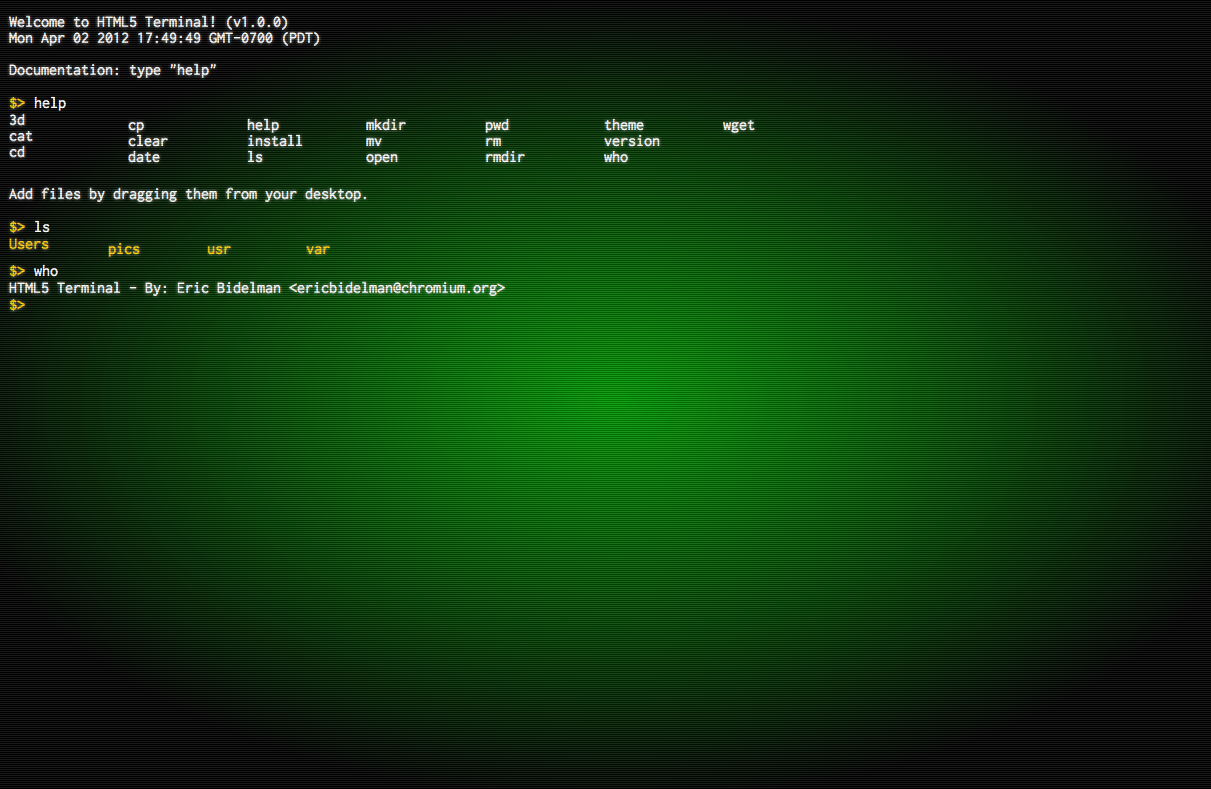 Welcome to HTML5 Terminal! (v1.0.0)
Mon Apr 02 2012 17:49:49 GMT-0700 (PDT)
Documentation: type "help"
$> help
3d cp help mkdir pwd theme wget
cat clear install mv rm version
cd date ls open rmdir who
Add files by dragging them from your desktop.
$> ls
Users pics usr var
$> who
HTML5 Terminal - By: Eric Bidelman <ericbidelman@chromium.org>
$>